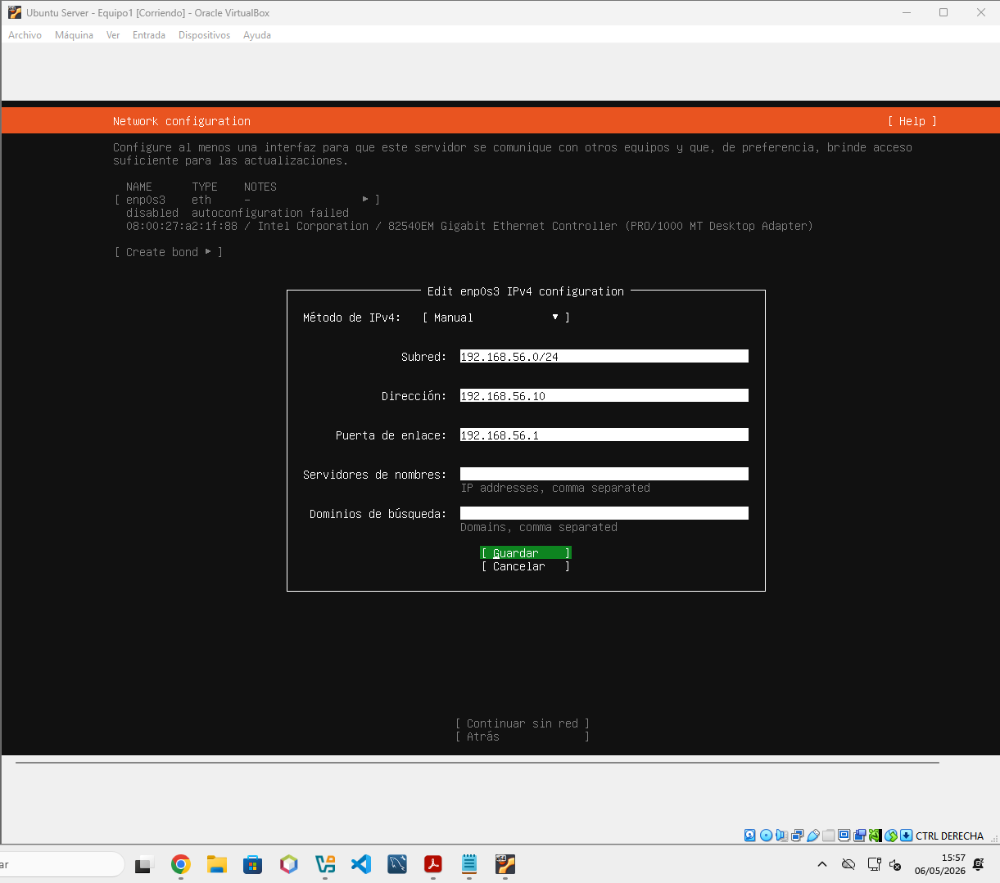 Ubuntu Server - Equipo1 [Corriendo] - Oracle VirtualBox
Archivo Máquina Ver Entrada Dispositivos Ayuda
Network configuration [ Help ]
Configure al menos una interfaz para que este servidor se comunique con otros equipos y que, de preferencia, brinde acceso
suficiente para las actualizaciones.
NAME TYPE NOTES
[ enp0s3 eth – ▸ ]
disabled autoconfiguration failed
08:00:27:a2:1f:88 / Intel Corporation / 82540EM Gigabit Ethernet Controller (PRO/1000 MT Desktop Adapter)
[ Create bond ▸ ]
Edit enp0s3 IPv4 configuration
Método de IPv4: [ Manual ▾ ]
Subred: 192.168.56.0/24
Dirección: 192.168.56.10
Puerta de enlace: 192.168.56.1
Servidores de nombres:
IP addresses, comma separated
Dominios de búsqueda:
Domains, comma separated
[ Guardar ]
[ Cancelar ]
[ Continuar sin red ]
[ Atrás ]
CTRL DERECHA
ar
x64
15:57
06/05/2026